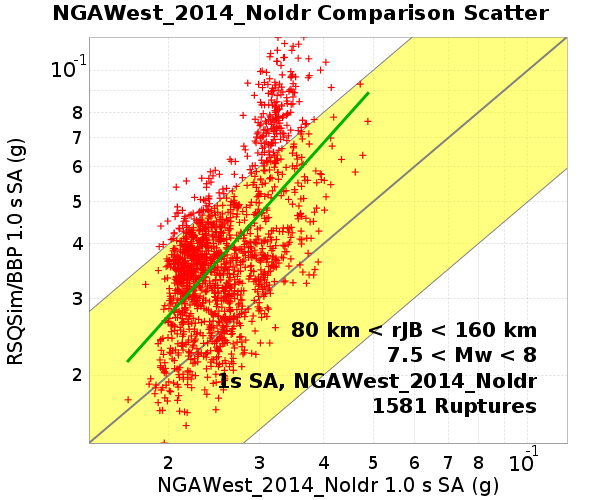 NGAWest_2014_NoIdr Comparison Scatter
10-1
8
7
6
5
4
3
2
RSQSim/BBP 1.0 s SA (g)
80 km < rJB < 160 km
7.5 < Mw < 8
1s SA, NGAWest_2014_NoIdr
1581 Ruptures
2 3 4 5 6 7 8 10-1
NGAWest_2014_NoIdr 1.0 s SA (g)